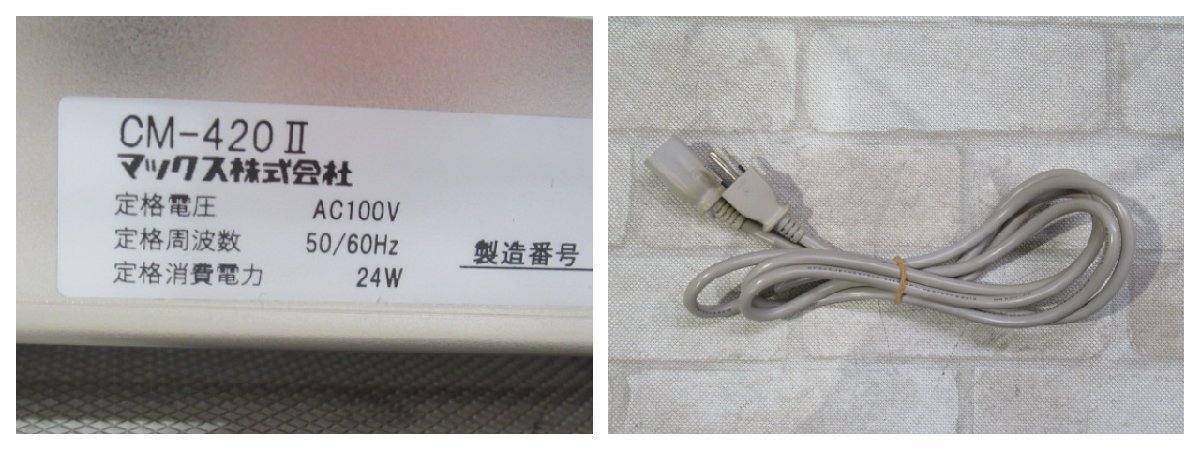 CM-420Ⅱ
マックス株式会社
定格電圧 AC100V
定格周波数 50/60Hz
定格消費電力 24W
製造番号